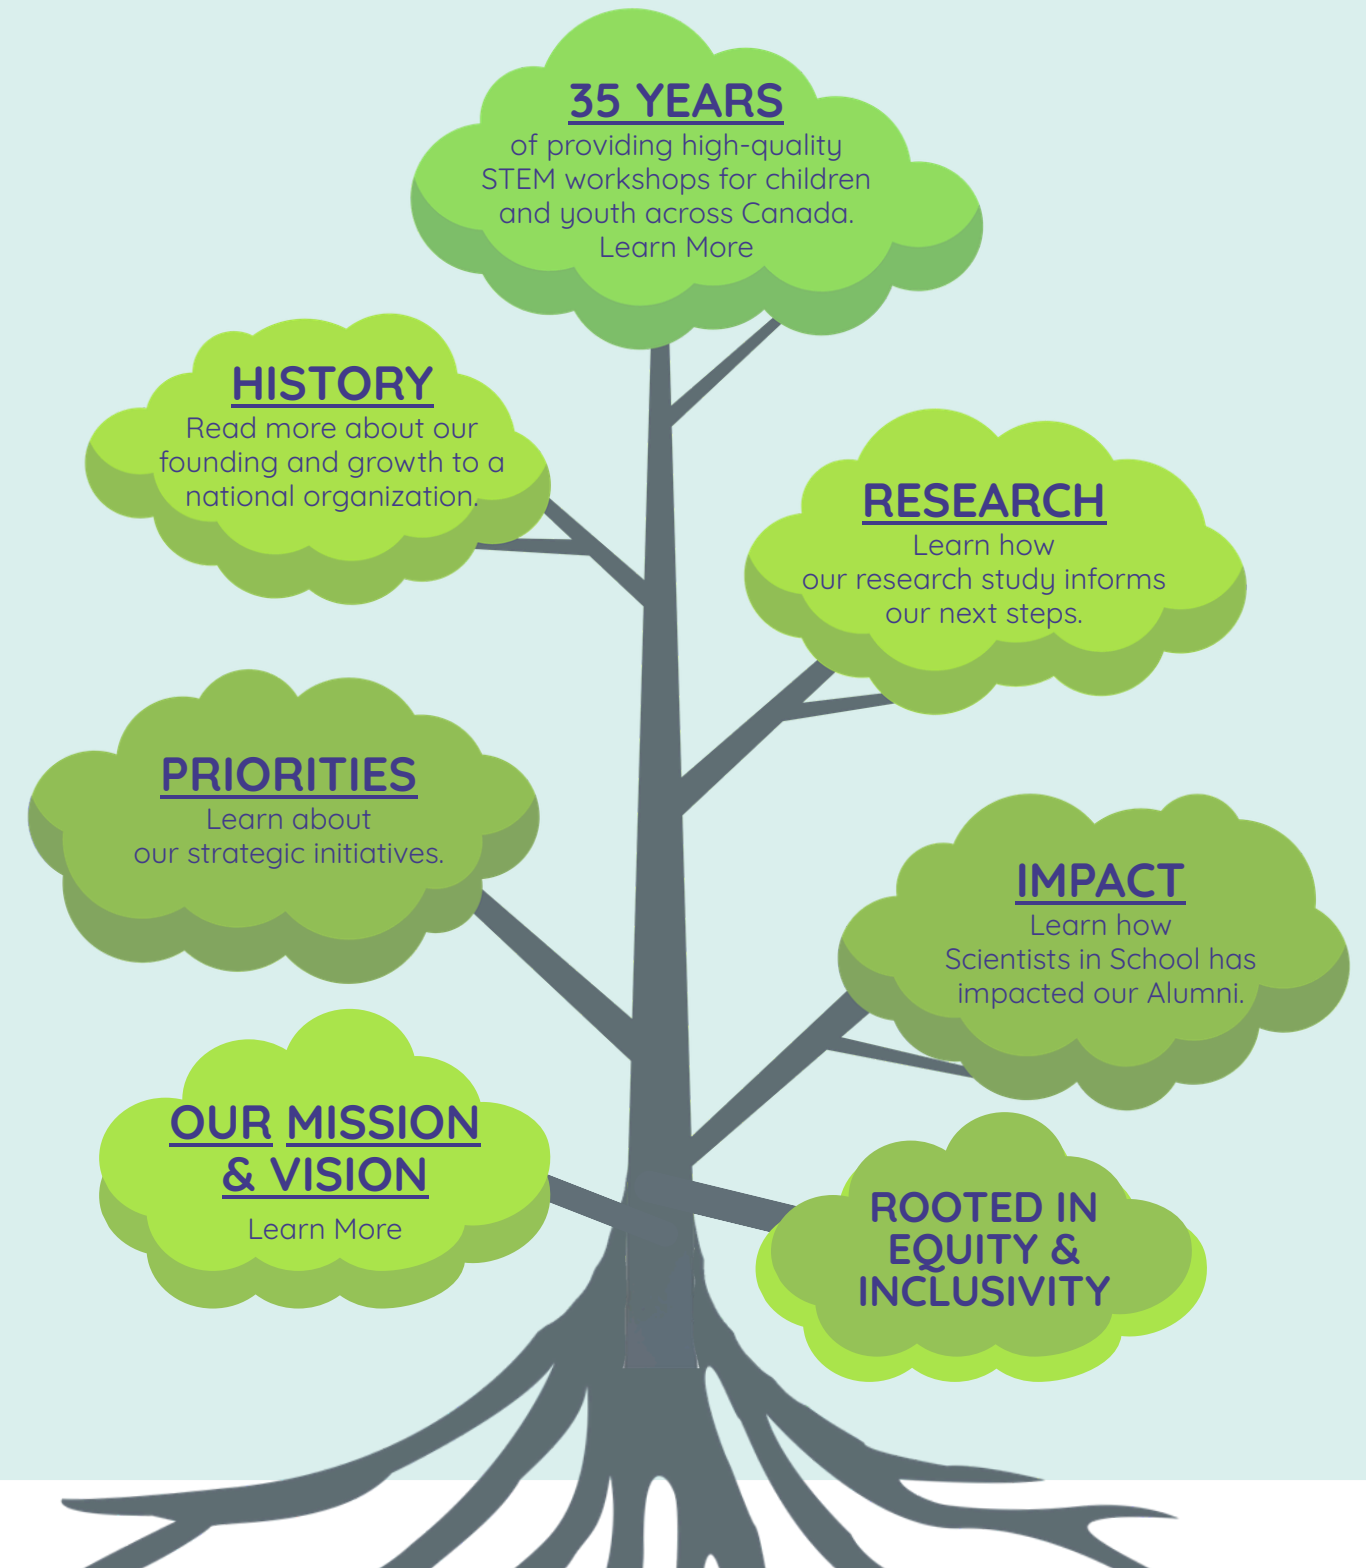 35 YEARS
of providing high-quality
STEM workshops for children
and youth across Canada.
Learn More
HISTORY
Read more about our
founding and growth to a
national organization.
RESEARCH
Learn how
our research study informs
our next steps.
PRIORITIES
Learn about
our strategic initiatives.
IMPACT
Learn how
Scientists in School has
impacted our Alumni.
OUR MISSION
& VISION
Learn More
ROOTED IN
EQUITY &
INCLUSIVITY